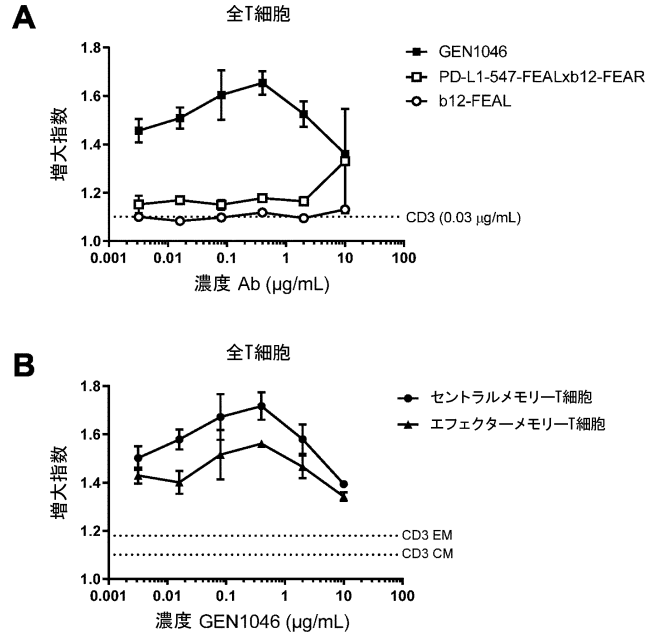 A
全T細胞
増大指数
1.8
1.6
1.4
1.2
1.0
0.001
0.01
0.1
1
10
100
濃度 Ab (µg/mL)
GEN1046
PD-L1-547-FEALxb12-FEAR
b12-FEAL
CD3 (0.03 µg/mL)
B
全T細胞
増大指数
1.8
1.6
1.4
1.2
1.0
0.001
0.01
0.1
1
10
100
濃度 GEN1046 (µg/mL)
セントラルメモリーT細胞
エフェクターメモリーT細胞
CD3 EM
CD3 CM